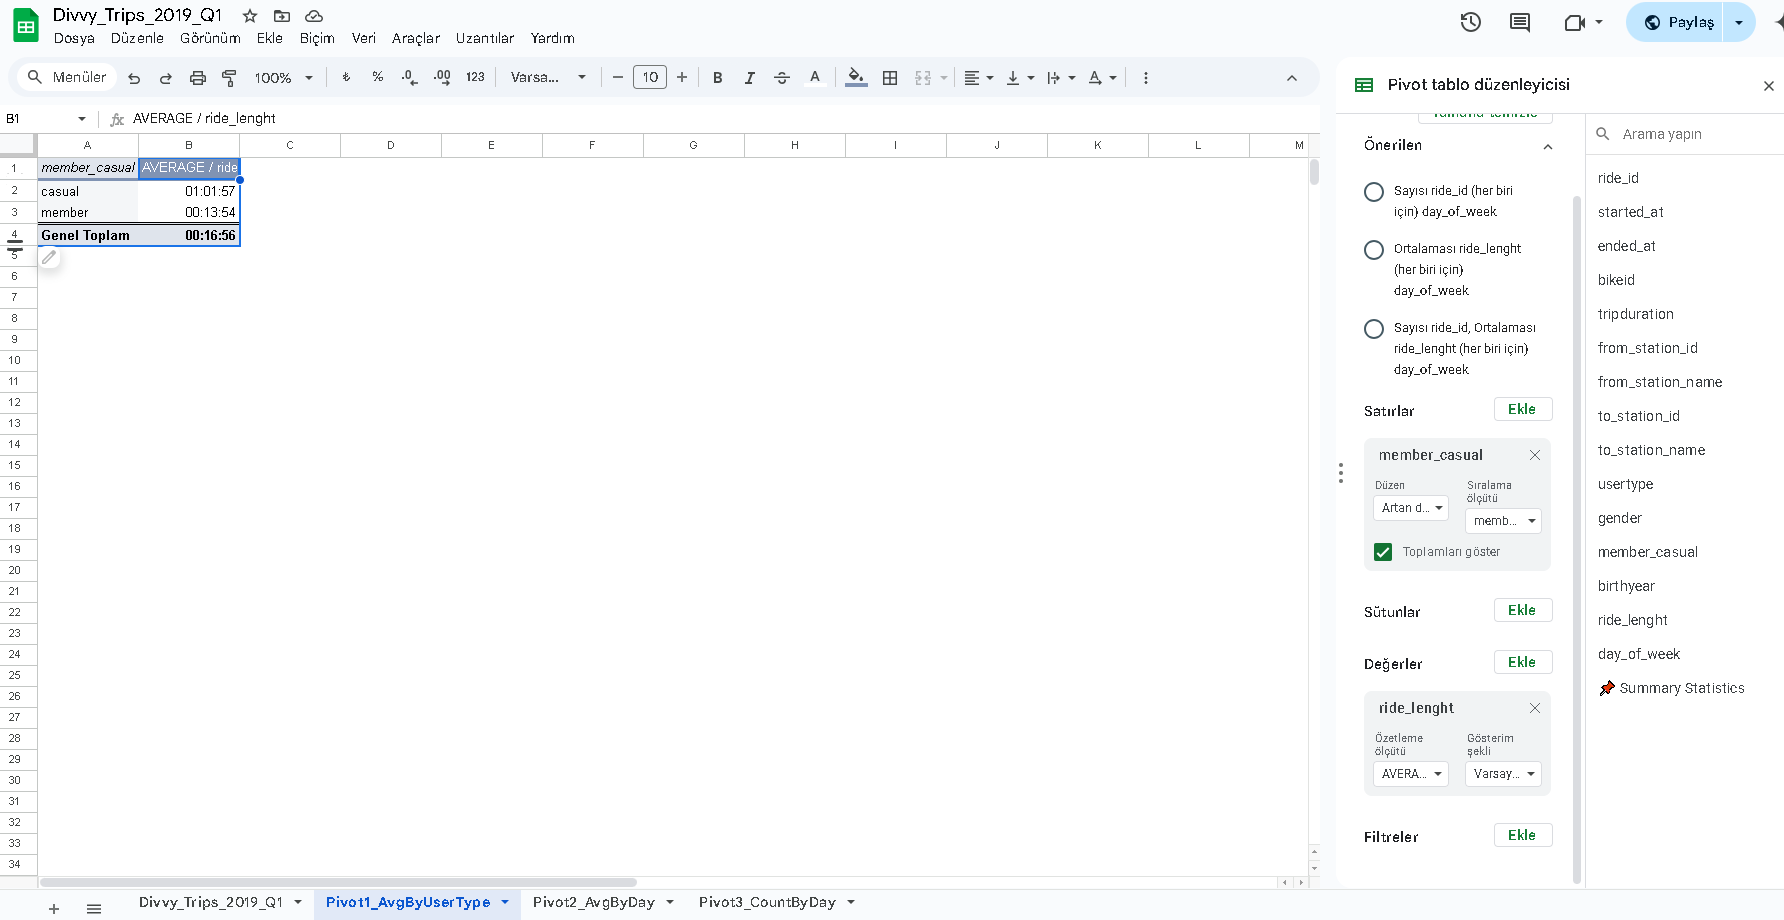 Divvy_Trips_2019_Q1
Dosya Düzenle Görünüm Ekle Biçim Veri Araçlar Uzantılar Yardım
Paylaş
Menüler
100%
₺ % .0 .00 123
Varsa...
10
B I A
B1
AVERAGE / ride_lenght
A B C D E F G H I J K L M
1 member_casual AVERAGE / ride
2 casual 01:01:57
3 member 00:13:54
4 Genel Toplam 00:16:56
5
6
7
8
9
10
11
12
13
14
15
16
17
18
19
20
21
22
23
24
25
26
27
28
29
30
31
32
33
34
Divvy_Trips_2019_Q1 Pivot1_AvgByUserType Pivot2_AvgByDay Pivot3_CountByDay
Pivot tablo düzenleyicisi
Önerilen
Sayısı ride_id (her biri
için) day_of_week
Ortalaması ride_lenght
(her biri için)
day_of_week
Sayısı ride_id, Ortalaması
ride_lenght (her biri için)
day_of_week
Satırlar Ekle
member_casual
Düzen
Artan d...
Sıralama
ölçütü
memb...
Toplamları göster
Sütunlar Ekle
Değerler Ekle
ride_lenght
Özetleme
ölçütü
AVERA...
Gösterim
şekli
Varsay...
Filtreler Ekle
Arama yapın
ride_id
started_at
ended_at
bikeid
tripduration
from_station_id
from_station_name
to_station_id
to_station_name
usertype
gender
member_casual
birthyear
ride_lenght
day_of_week
📌 Summary Statistics